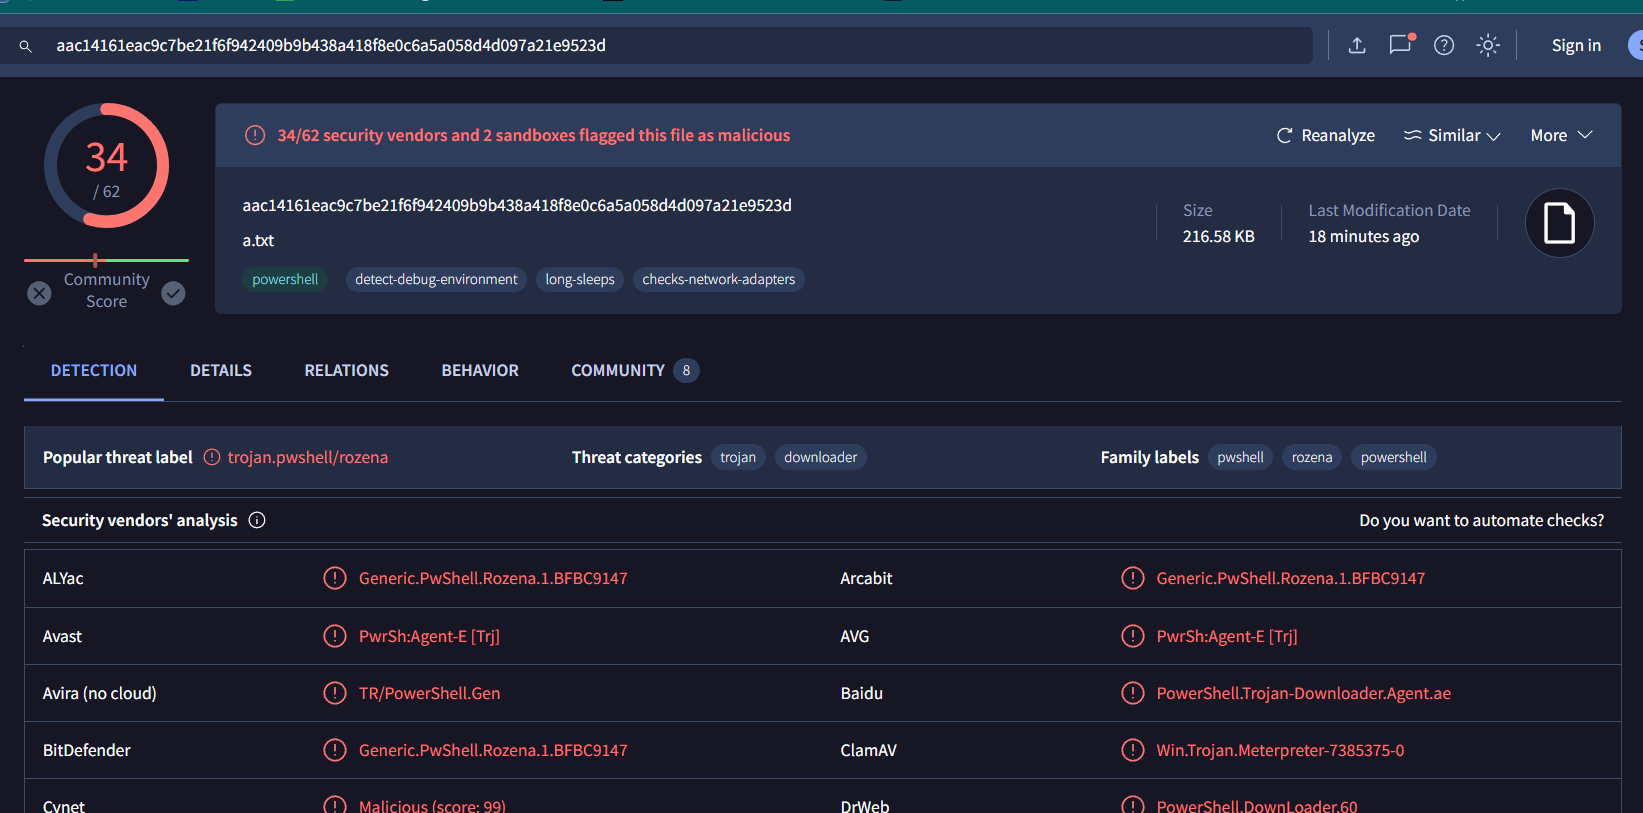 aac14161eac9c7be21f6f942409b9b438a418f8e0c6a5a058d4d097a21e9523d
Sign in
34
/ 62
Community
Score
34/62 security vendors and 2 sandboxes flagged this file as malicious
Reanalyze
Similar
More
aac14161eac9c7be21f6f942409b9b438a418f8e0c6a5a058d4d097a21e9523d
a.txt
powershell
detect-debug-environment
long-sleeps
checks-network-adapters
Size
216.58 KB
Last Modification Date
18 minutes ago
DETECTION
DETAILS
RELATIONS
BEHAVIOR
COMMUNITY 8
Popular threat label trojan.pwshell/rozena
Threat categories trojan downloader
Family labels pwshell rozena powershell
Security vendors' analysis
Do you want to automate checks?
ALYac Generic.PwShell.Rozena.1.BFBC9147 Arcabit Generic.PwShell.Rozena.1.BFBC9147
Avast PwrSh:Agent-E [Trj] AVG PwrSh:Agent-E [Trj]
Avira (no cloud) TR/PowerShell.Gen Baidu PowerShell.Trojan-Downloader.Agent.ae
BitDefender Generic.PwShell.Rozena.1.BFBC9147 ClamAV Win.Trojan.Meterpreter-7385375-0
Cynet Malicious (score: 99) DrWeb PowerShell.DownLoader.60